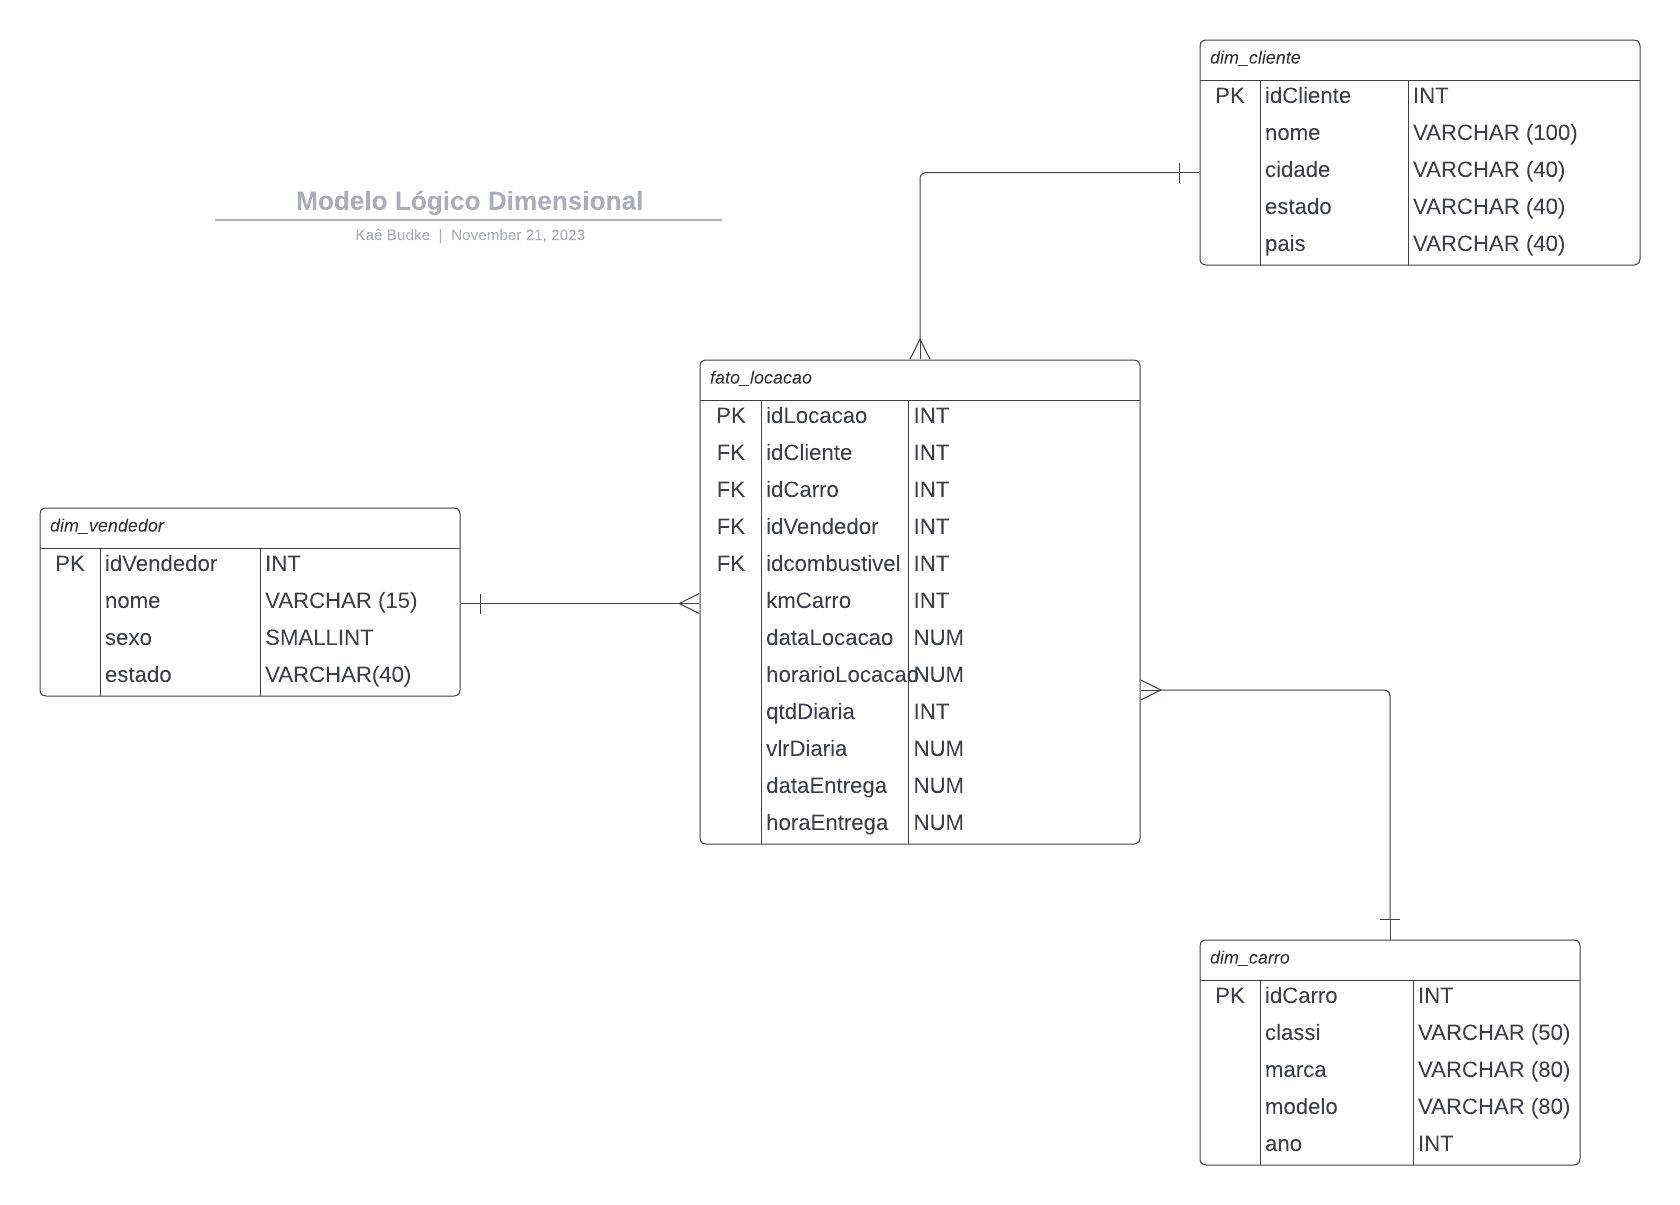 Modelo Lógico Dimensional
Kaê Budke | November 21, 2023
dim_cliente
PK idCliente INT
nome VARCHAR (100)
cidade VARCHAR (40)
estado VARCHAR (40)
pais VARCHAR (40)
fato_locacao
PK idLocacao INT
FK idCliente INT
FK idCarro INT
FK idVendedor INT
FK idcombustivel INT
kmCarro INT
dataLocacao NUM
horarioLocacao NUM
qtdDiaria INT
vlrDiaria NUM
dataEntrega NUM
horaEntrega NUM
dim_vendedor
PK idVendedor INT
nome VARCHAR (15)
sexo SMALLINT
estado VARCHAR(40)
dim_carro
PK idCarro INT
classi VARCHAR (50)
marca VARCHAR (80)
modelo VARCHAR (80)
ano INT